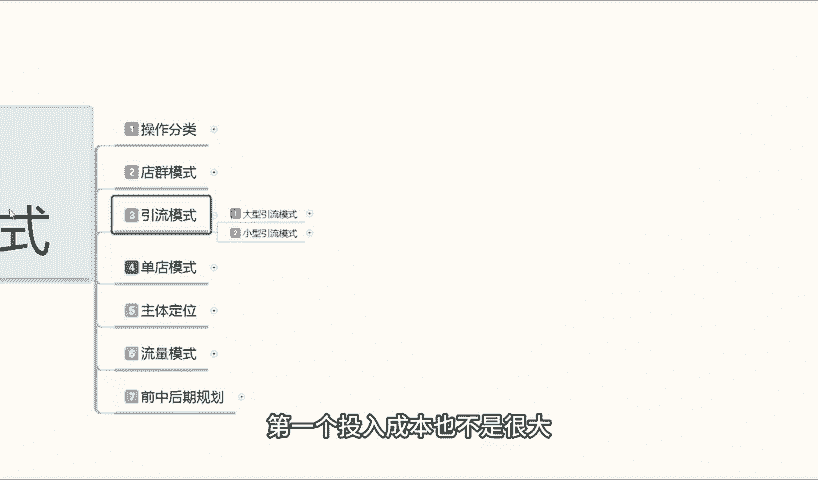 1 操作分类
2 店群模式
式
3 引流模式
1 大型引流模式
2 小型引流模式
4 单店模式
5 主体定位
6 流量模式
7 前中后期规划
第一个投入成本也不是很大